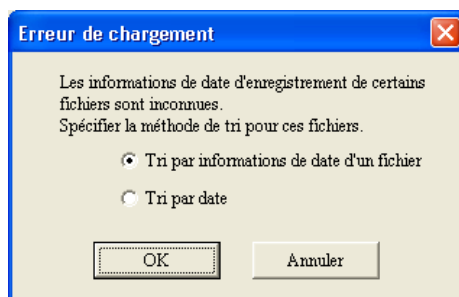 Erreur de chargement
Les informations de date d'enregistrement de certains
fichiers sont inconnues.
Spécifier la méthode de tri pour ces fichiers.
Tri par informations de date d'un fichier
Tri par date
OK
Annuler